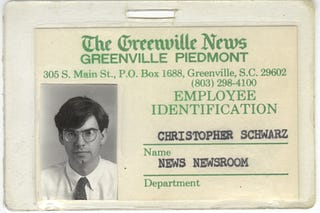 The Greenville News
GREENVILLE PIEDMONT
305 S. Main St., P.O. Box 1688, Greenville, S.C. 29602
(803) 298-4100
EMPLOYEE
IDENTIFICATION
CHRISTOPHER SCHWARZ
Name
NEWS NEWSROOM
Department